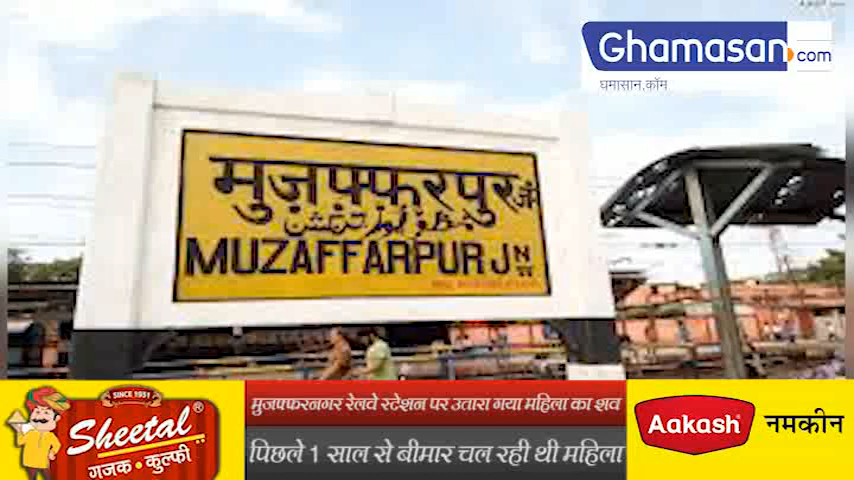 Ghamasan.com
घमासान.कॉम
मुज़फ़्फ़रपुर जं
MUZAFFARPUR JN
SINCE 1951
Sheetal®
गजक • कुल्फी
मुजफ्फरनगर रेलवे स्टेशन पर उतारा गया महिला का शव
पिछले 1 साल से बीमार चल रही थी महिला
Aakash®
नमकीन